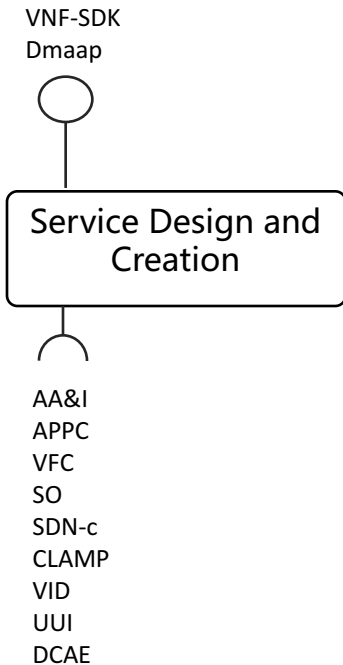 VNF-SDK
Dmaap
Service Design and
Creation
AA&I
APPC
VFC
SO
SDN-c
CLAMP
VID
UUI
DCAE